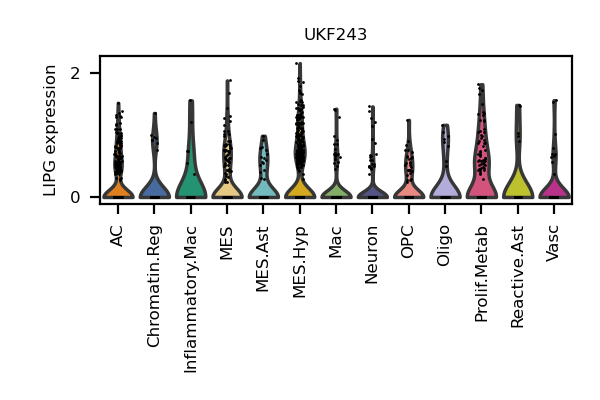 UKF243
LIPG expression
2
0
AC
Chromatin.Reg
Inflammatory.Mac
MES
MES.Ast
MES.Hyp
Mac
Neuron
OPC
Oligo
Prolif.Metab
Reactive.Ast
Vasc